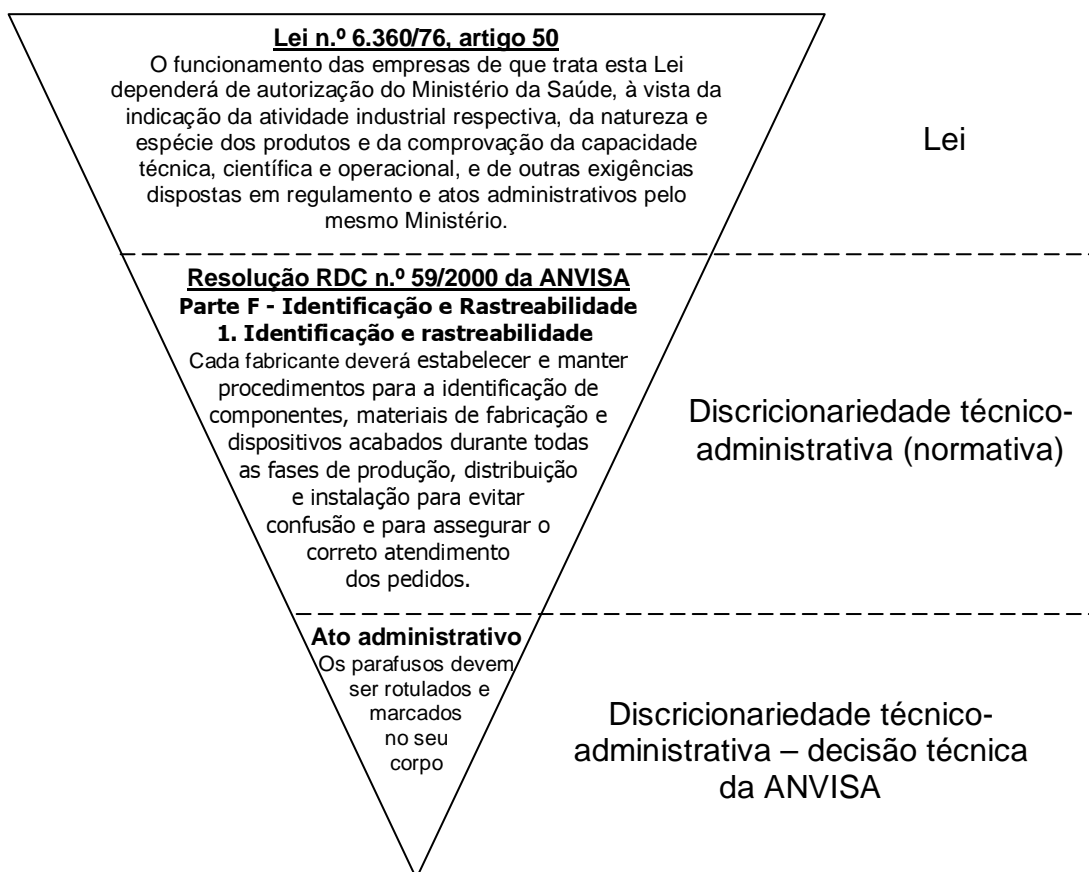 Lei n.º 6.360/76, artigo 50
O funcionamento das empresas de que trata esta Lei
dependerá de autorização do Ministério da Saúde, à vista da
indicação da atividade industrial respectiva, da natureza e
espécie dos produtos e da comprovação da capacidade
técnica, científica e operacional, e de outras exigências
dispostas em regulamento e atos administrativos pelo
mesmo Ministério.
Lei
Resolução RDC n.º 59/2000 da ANVISA
Parte F - Identificação e Rastreabilidade
1. Identificação e rastreabilidade
Cada fabricante deverá estabelecer e manter
procedimentos para a identificação de
componentes, materiais de fabricação e
dispositivos acabados durante todas
as fases de produção, distribuição
e instalação para evitar
confusão e para assegurar o
correto atendimento
dos pedidos.
Discricionariedade técnico-
administrativa (normativa)
Ato administrativo
Os parafusos devem
ser rotulados e
marcados
no seu
corpo
Discricionariedade técnico-
administrativa – decisão técnica
da ANVISA